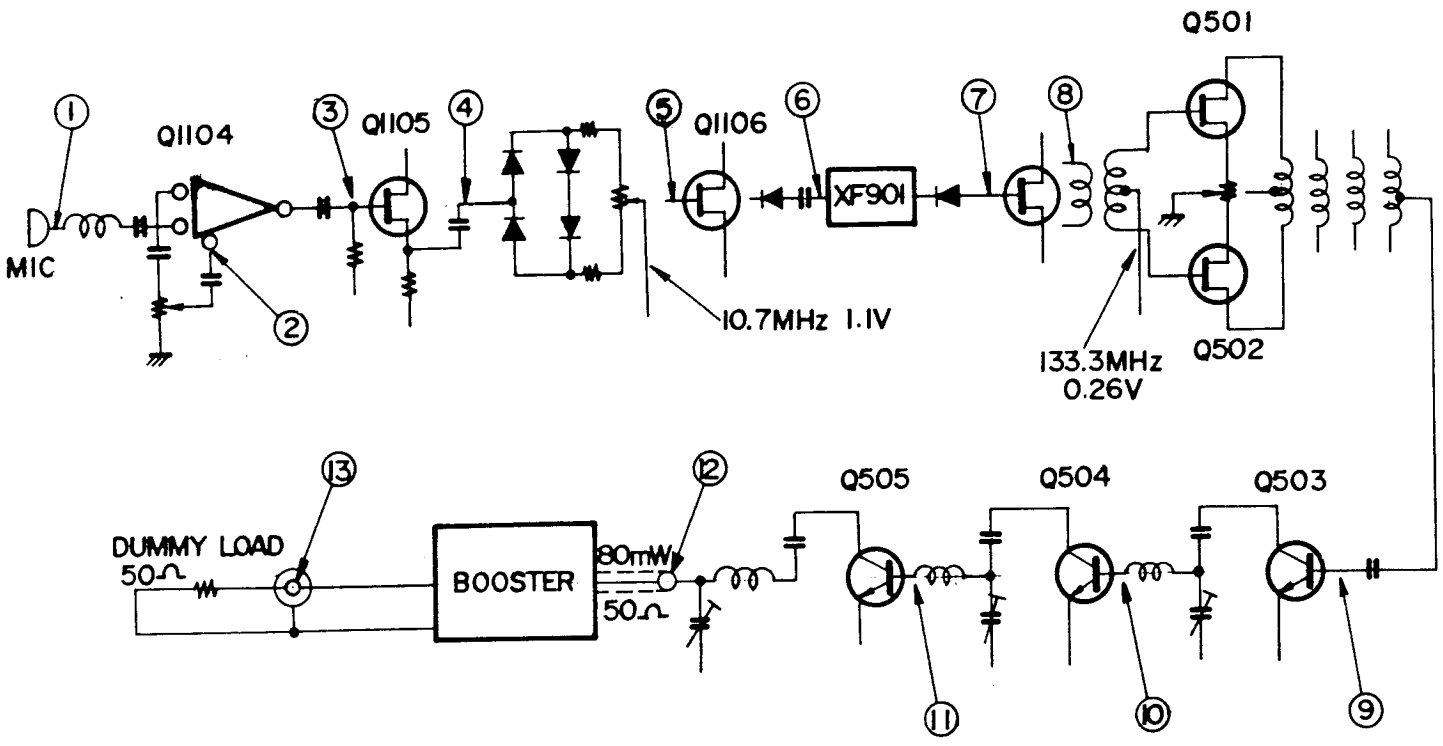 Q501
①
③
Q1105
④
⑤
Q1106
⑥
⑦
⑧
Q1104
XF901
MIC
②
10.7MHz 1.1V
133.3MHz
0.26V
Q502
⑬
⑫
Q505
Q504
Q503
DUMMY LOAD
50Ω
BOOSTER
80mW
50Ω
⑪
⑩
⑨